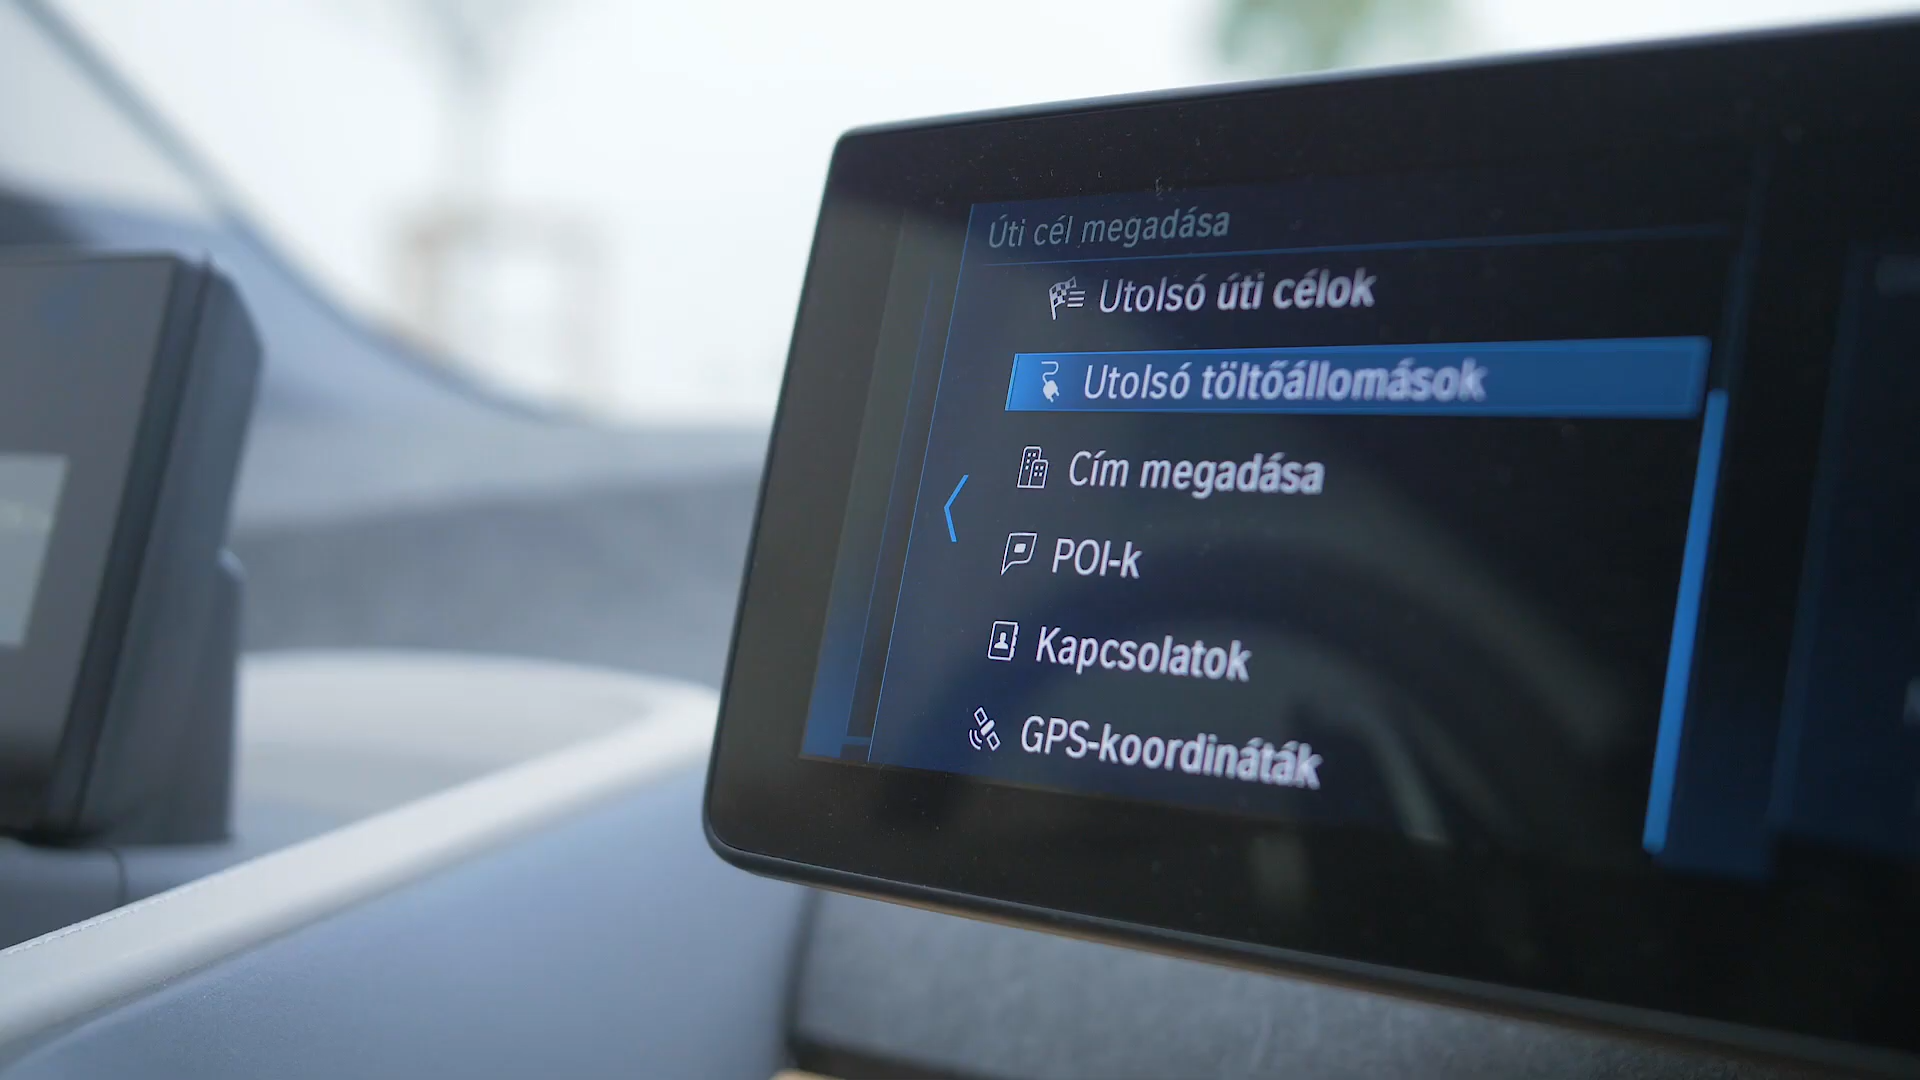 Úti cél megadása
Utolsó úti célok
Utolsó töltőállomások
Cím megadása
POI-k
Kapcsolatok
GPS-koordináták